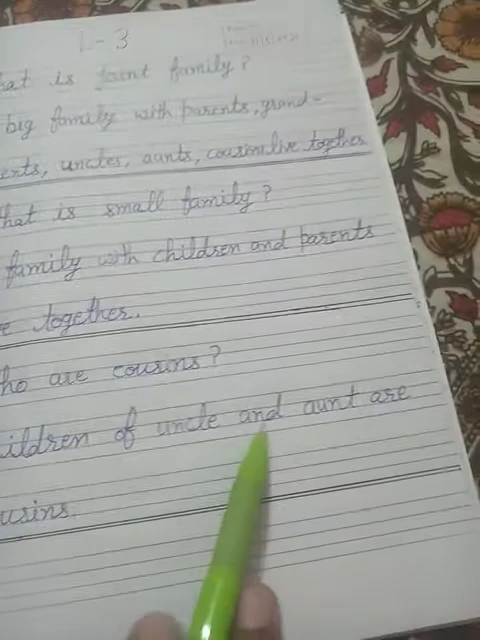 L-3
hat is joint family?
big family with parents, grand-
ents, uncles, aunts, cousins live together
hat is small family?
family with children and parents
e together.
ho are cousins?
ildren of uncle and aunt are
usins.